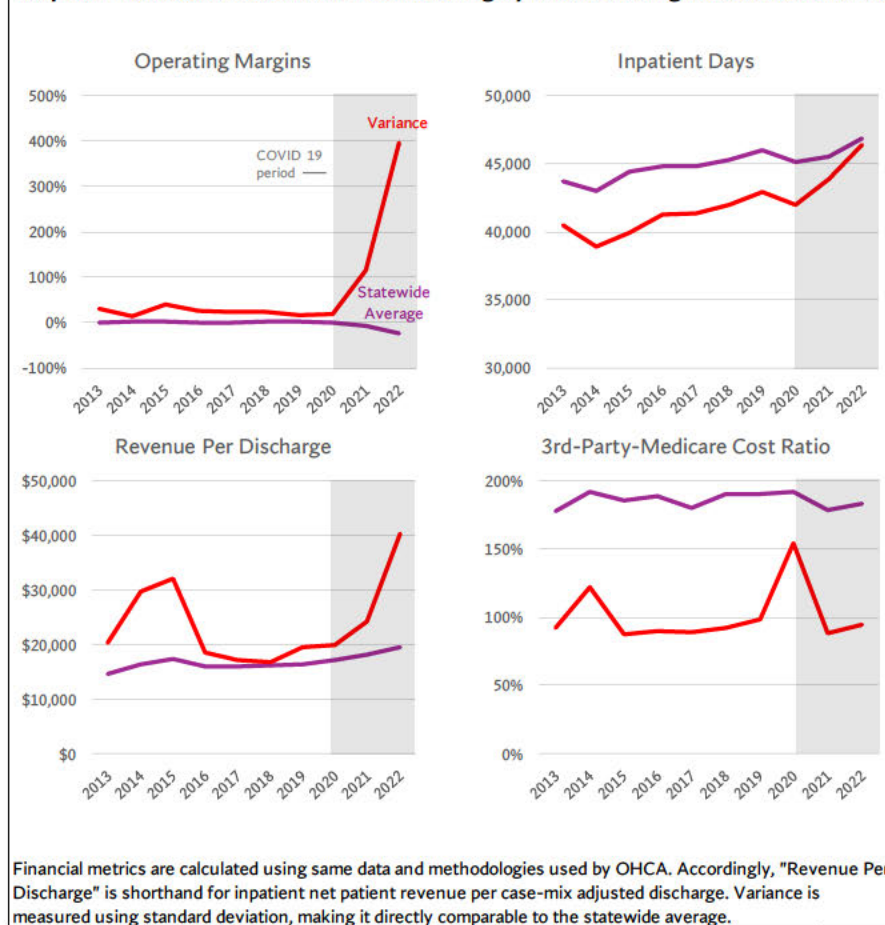 Operating Margins
500%
400%
300%
200%
100%
0%
-100%
Variance
COVID 19
period
Statewide
Average
2013 2014 2015 2016 2017 2018 2019 2020 2021 2022
Inpatient Days
50,000
45,000
40,000
35,000
30,000
2013 2014 2015 2016 2017 2018 2019 2020 2021 2022
Revenue Per Discharge
$50,000
$40,000
$30,000
$20,000
$10,000
$0
2013 2014 2015 2016 2017 2018 2019 2020 2021 2022
3rd-Party-Medicare Cost Ratio
200%
150%
100%
50%
0%
2013 2014 2015 2016 2017 2018 2019 2020 2021 2022
Financial metrics are calculated using same data and methodologies used by OHCA. Accordingly, "Revenue Per
Discharge" is shorthand for inpatient net patient revenue per case-mix adjusted discharge. Variance is
measured using standard deviation, making it directly comparable to the statewide average.